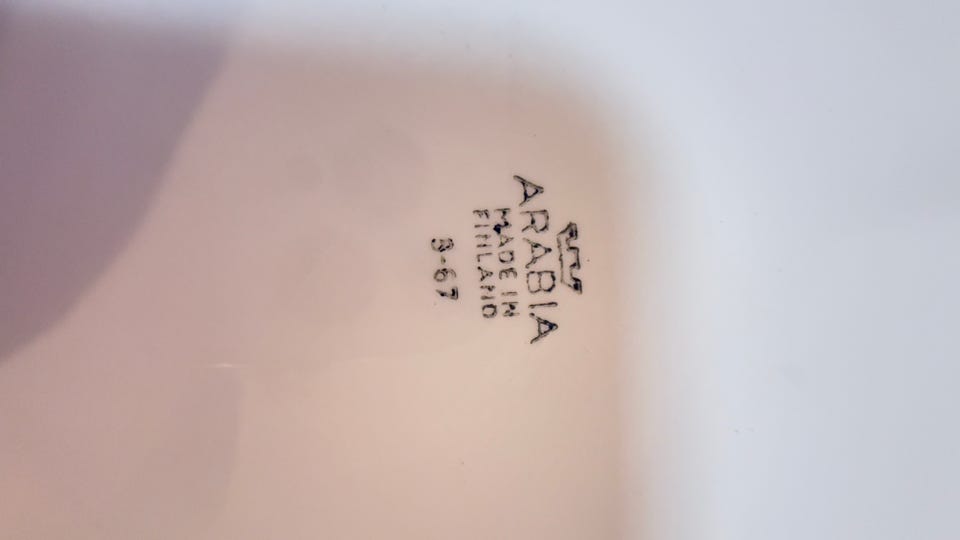 ARABIA
MADE IN
FINLAND
3-67